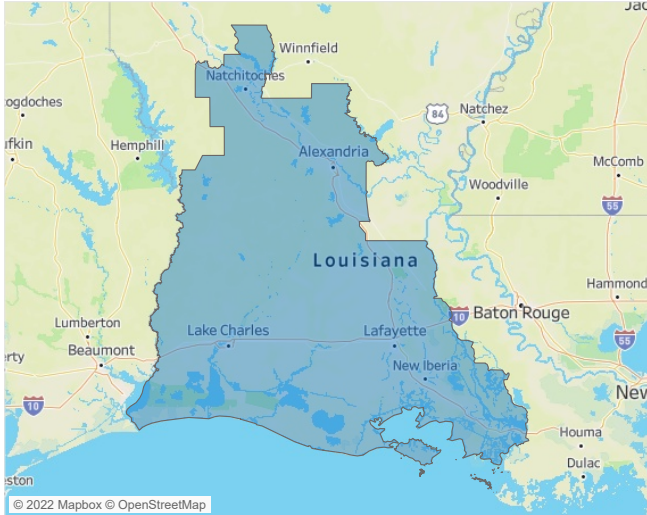 Jac
Winnfield
Natchitoches
ogdoches
84
Natchez
ufkin
Hemphill
Alexandria
McComb
Woodville
55
Louisiana
Hammond
10
Baton Rouge
Lumberton
Lake Charles
Lafayette
55
Beaumont
erty
New Iberia
New
10
Houma
Dulac
eston
© 2022 Mapbox © OpenStreetMap